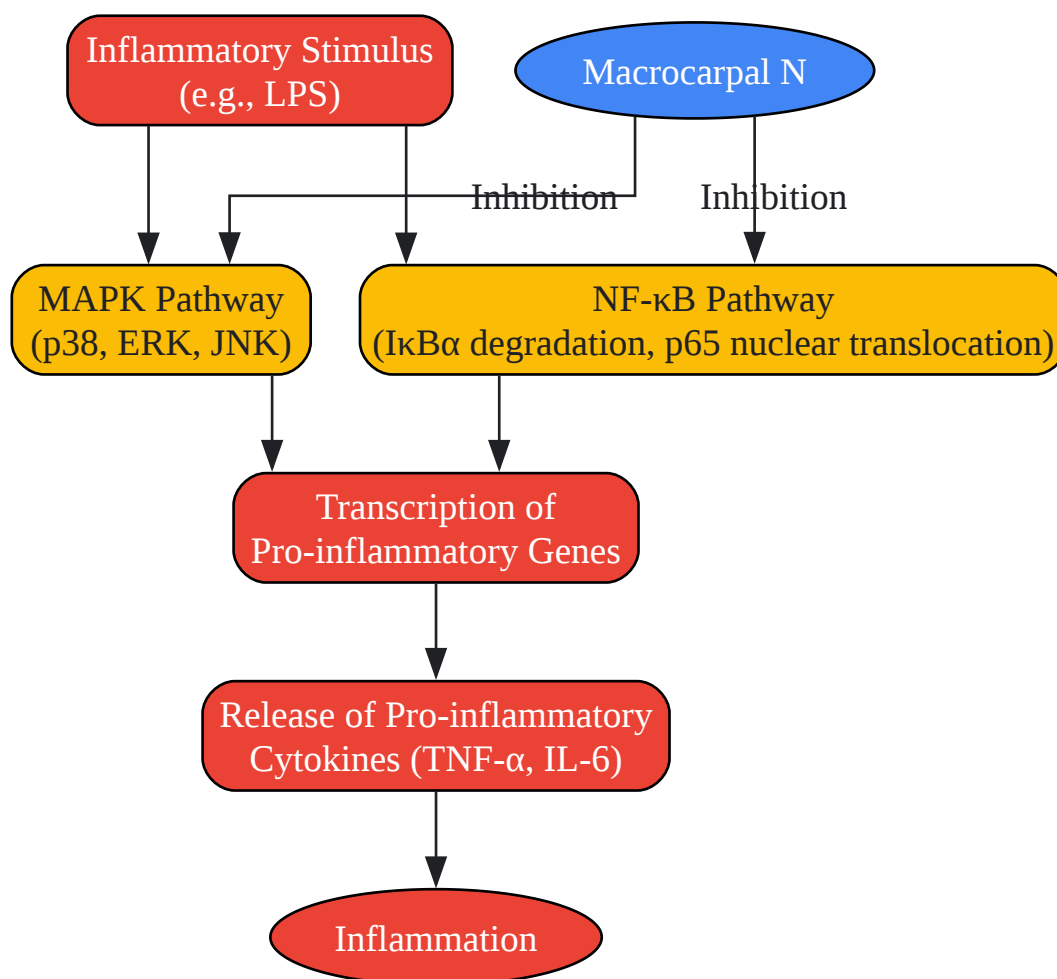 Inflammatory Stimulus
(e.g., LPS)
Macrocarpal N
Inhibition
Inhibition
MAPK Pathway
(p38, ERK, JNK)
NF-κB Pathway
(IκBα degradation, p65 nuclear translocation)
Transcription of
Pro-inflammatory Genes
Release of Pro-inflammatory
Cytokines (TNF-α, IL-6)
Inflammation